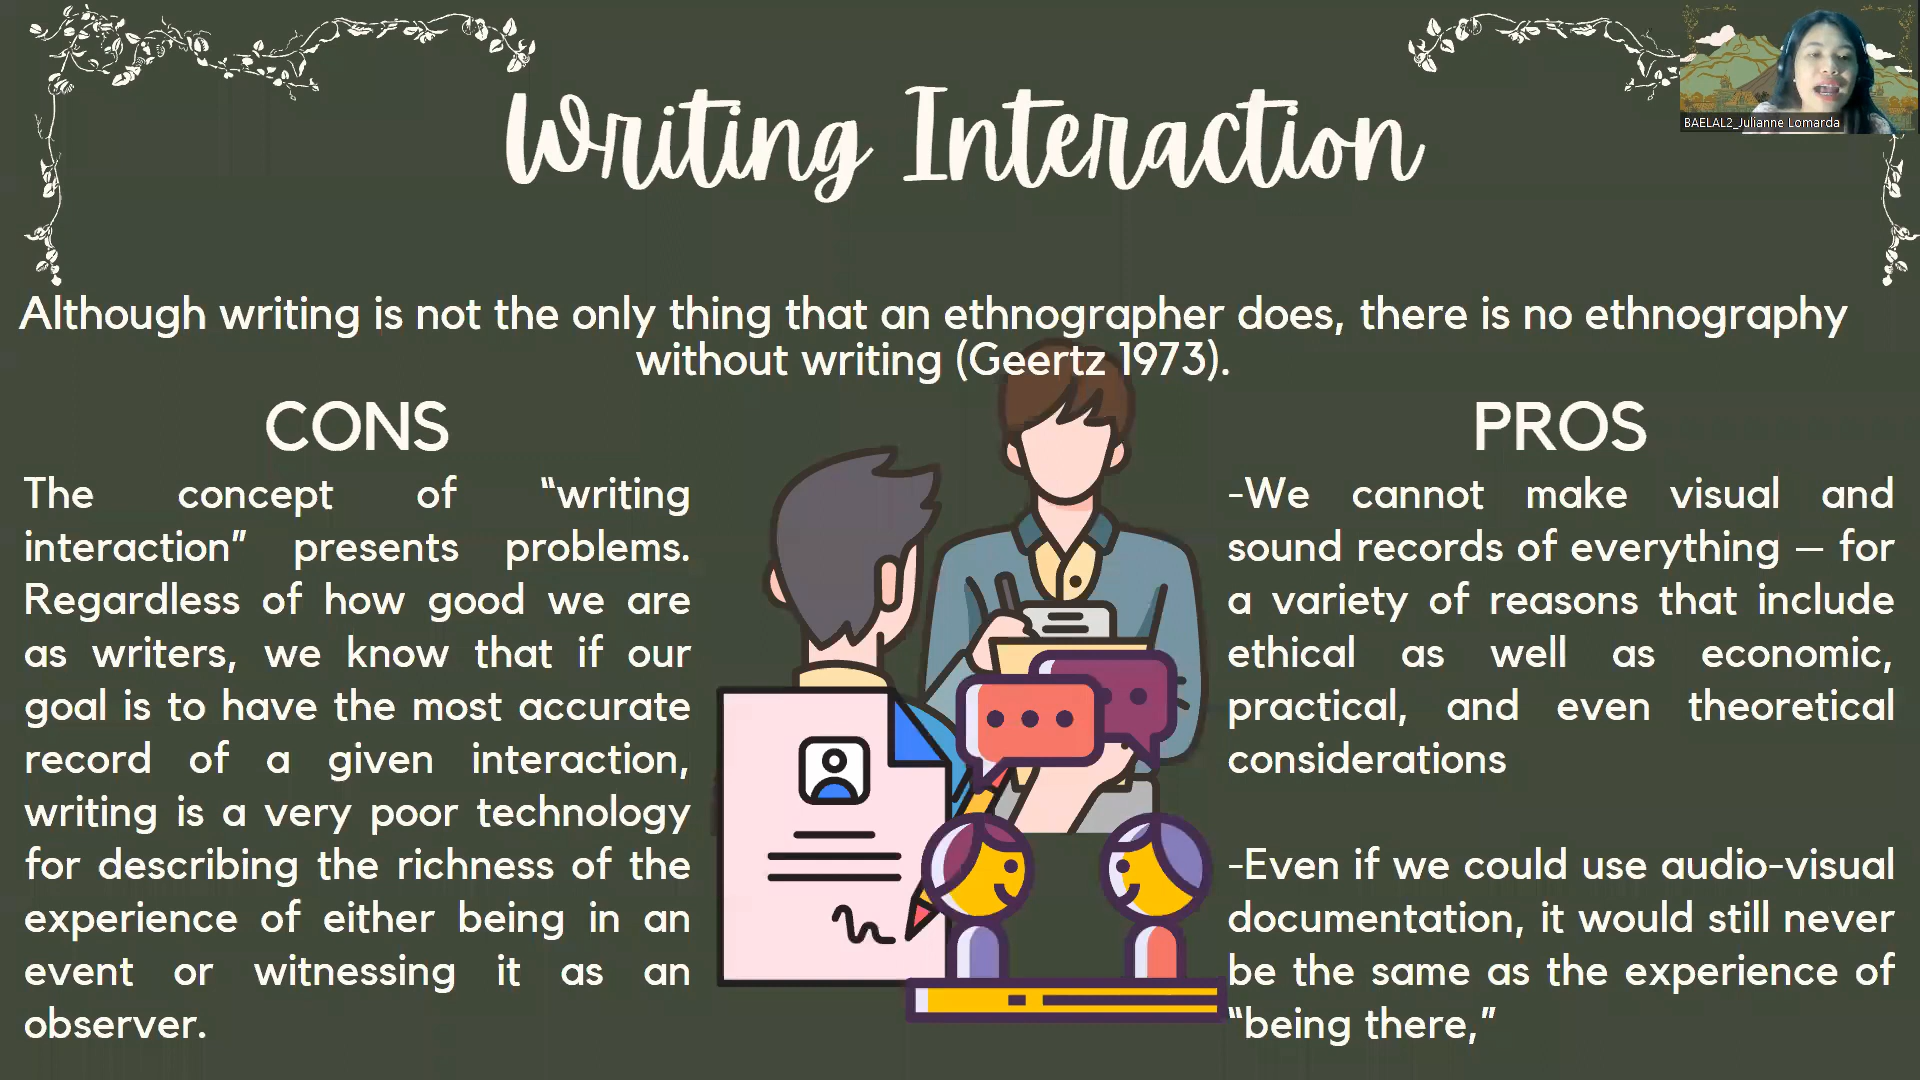 BAELAL2_Julianne Lomarda
Writing Interaction
Although writing is not the only thing that an ethnographer does, there is no ethnography
without writing (Geertz 1973).
CONS
The concept of “writing
interaction” presents problems.
Regardless of how good we are
as writers, we know that if our
goal is to have the most accurate
record of a given interaction,
writing is a very poor technology
for describing the richness of the
experience of either being in an
event or witnessing it as an
observer.
PROS
-We cannot make visual and
sound records of everything – for
a variety of reasons that include
ethical as well as economic,
practical, and even theoretical
considerations
-Even if we could use audio-visual
documentation, it would still never
be the same as the experience of
“being there,”